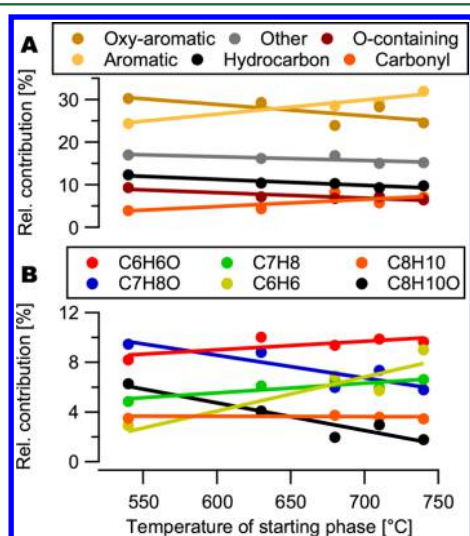 A
Oxy-aromatic Other O-containing
Aromatic Hydrocarbon Carbonyl
Rel. contribution [%]
30
20
10
0
B
C6H6O C7H8 C8H10
C7H8O C6H6 C8H10O
Rel. contribution [%]
12
8
4
0
550 600 650 700 750
Temperature of starting phase [°C]